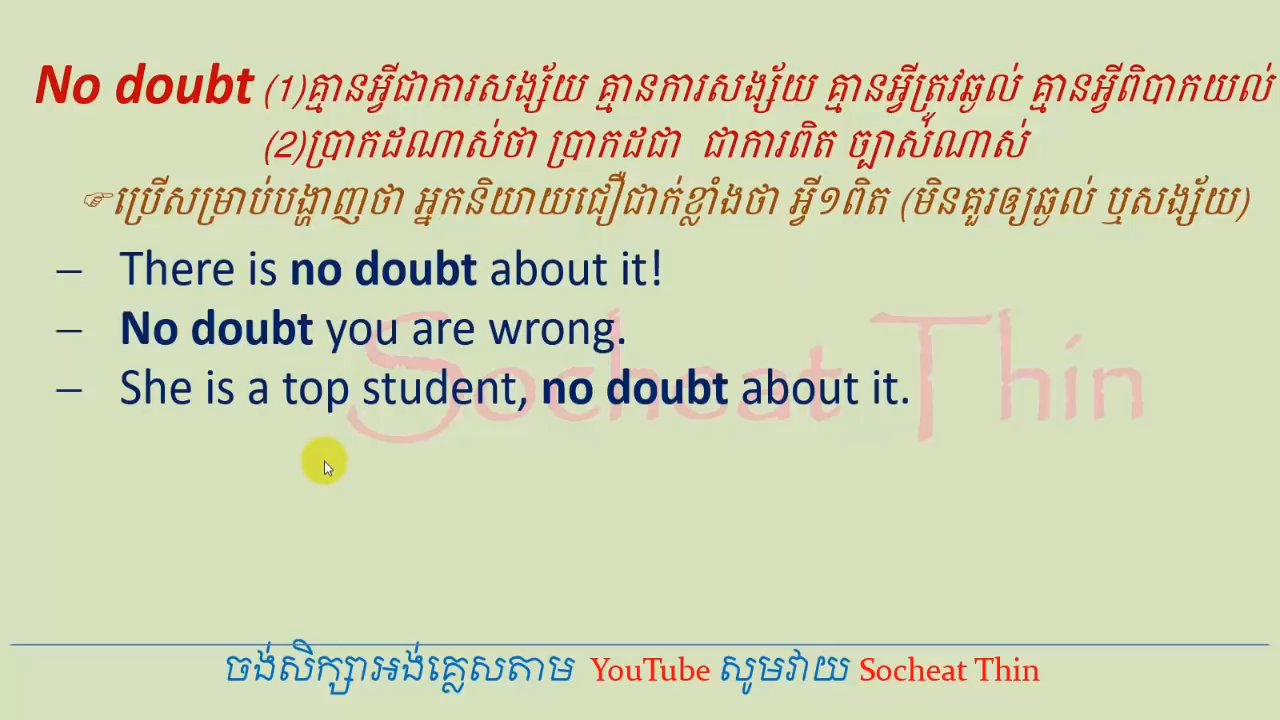 No doubt (1)គ្មានអ្វីជាការសង្ស័យ គ្មានការសង្ស័យ គ្មានអ្វីត្រូវឆ្ងល់ គ្មានអ្វីពិបាកយល់
(2)ប្រាកដណាស់ថា ប្រាកដជា ជាការពិត ច្បាស់ណាស់
☞ប្រើសម្រាប់បង្ហាញថា អ្នកនិយាយជឿជាក់ខ្លាំងថា អ្វី១ពិត (មិនគួរឲ្យឆ្ងល់ ឬសង្ស័យ)
– There is no doubt about it!
– No doubt you are wrong.
– She is a top student, no doubt about it.
Socheat Thin
ចង់សិក្សាអង់គ្លេសតាម YouTube សូមវាយ Socheat Thin